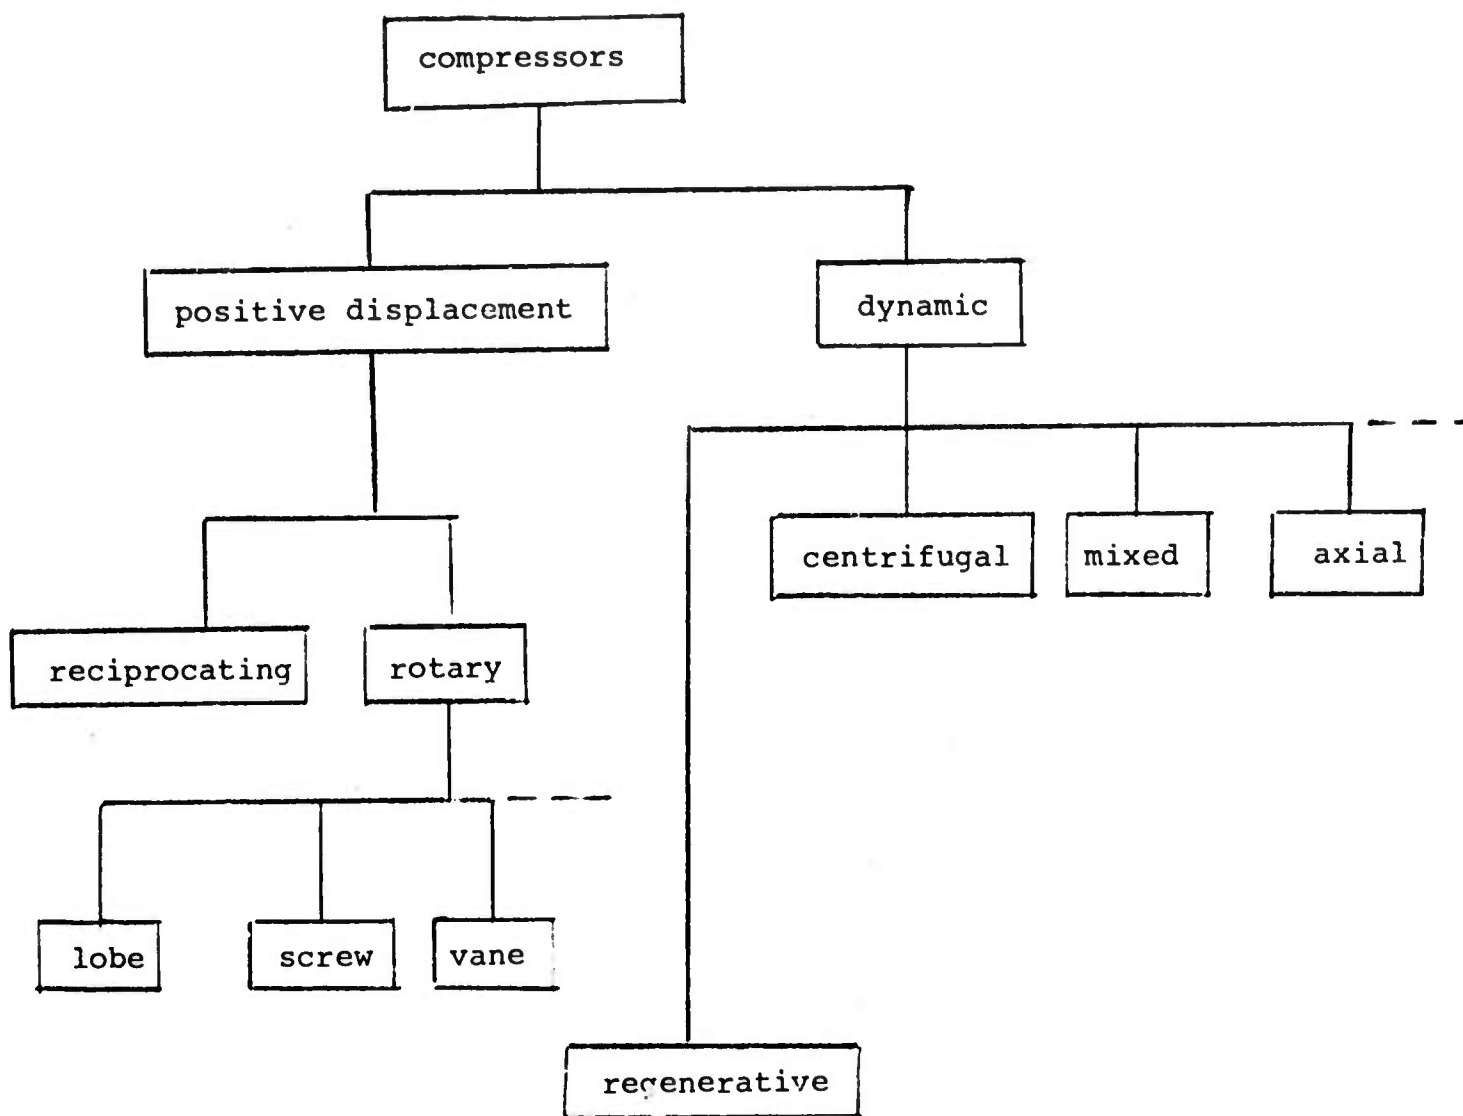 compressors
positive displacement
dynamic
centrifugal
mixed
axial
reciprocating
rotary
lobe
screw
vane
regenerative